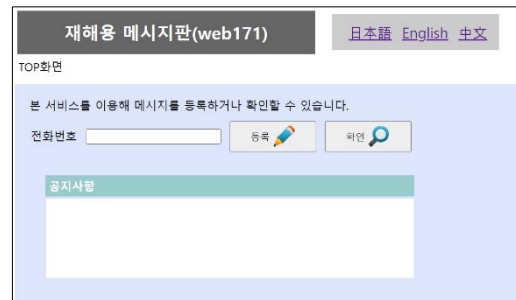 재해용 메시지판(web171)
日本語 English 中文
TOP화면
본 서비스를 이용해 메시지를 등록하거나 확인할 수 있습니다.
전화번호 등록 확인
공지사항